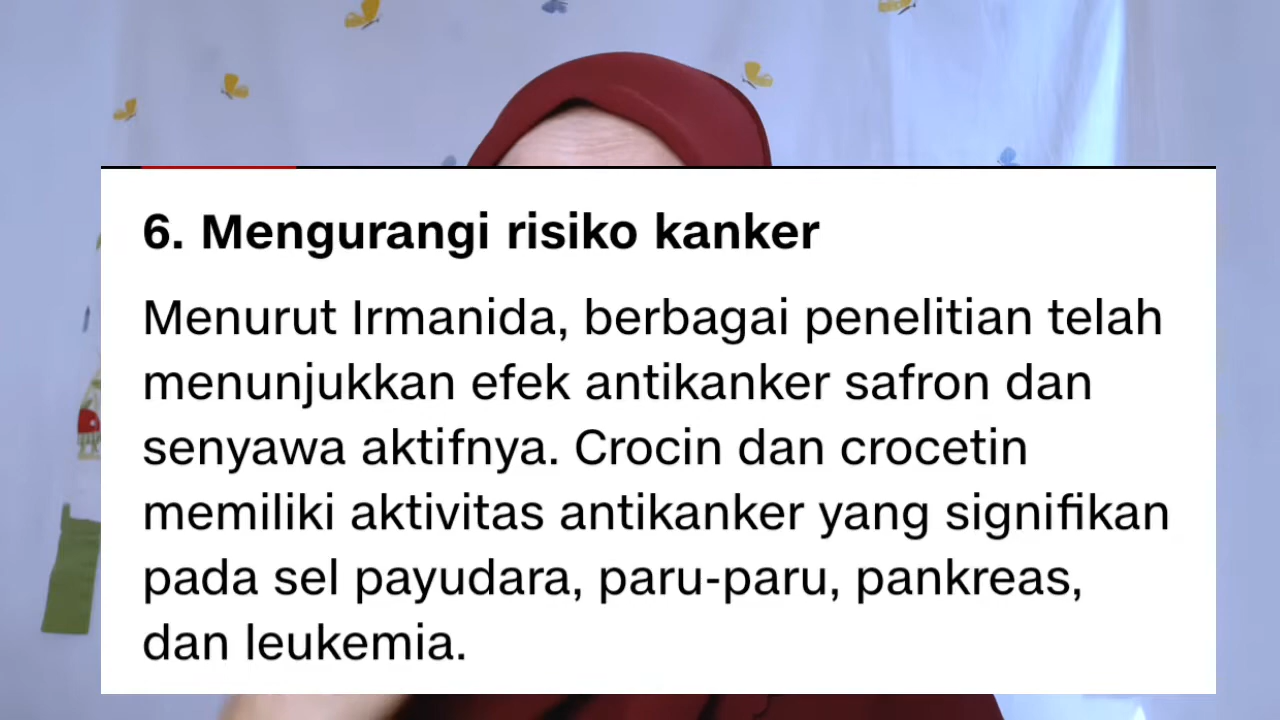 6. Mengurangi risiko kanker
Menurut Irmanida, berbagai penelitian telah
menunjukkan efek antikanker safron dan
senyawa aktifnya. Crocin dan crocetin
memiliki aktivitas antikanker yang signifikan
pada sel payudara, paru-paru, pankreas,
dan leukemia.